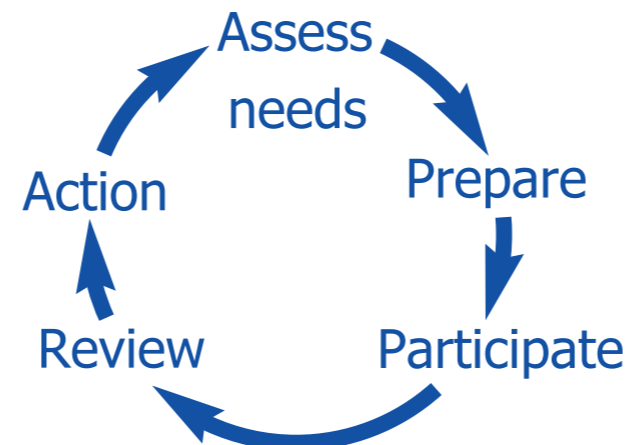 Assess
needs
Prepare
Participate
Review
Action